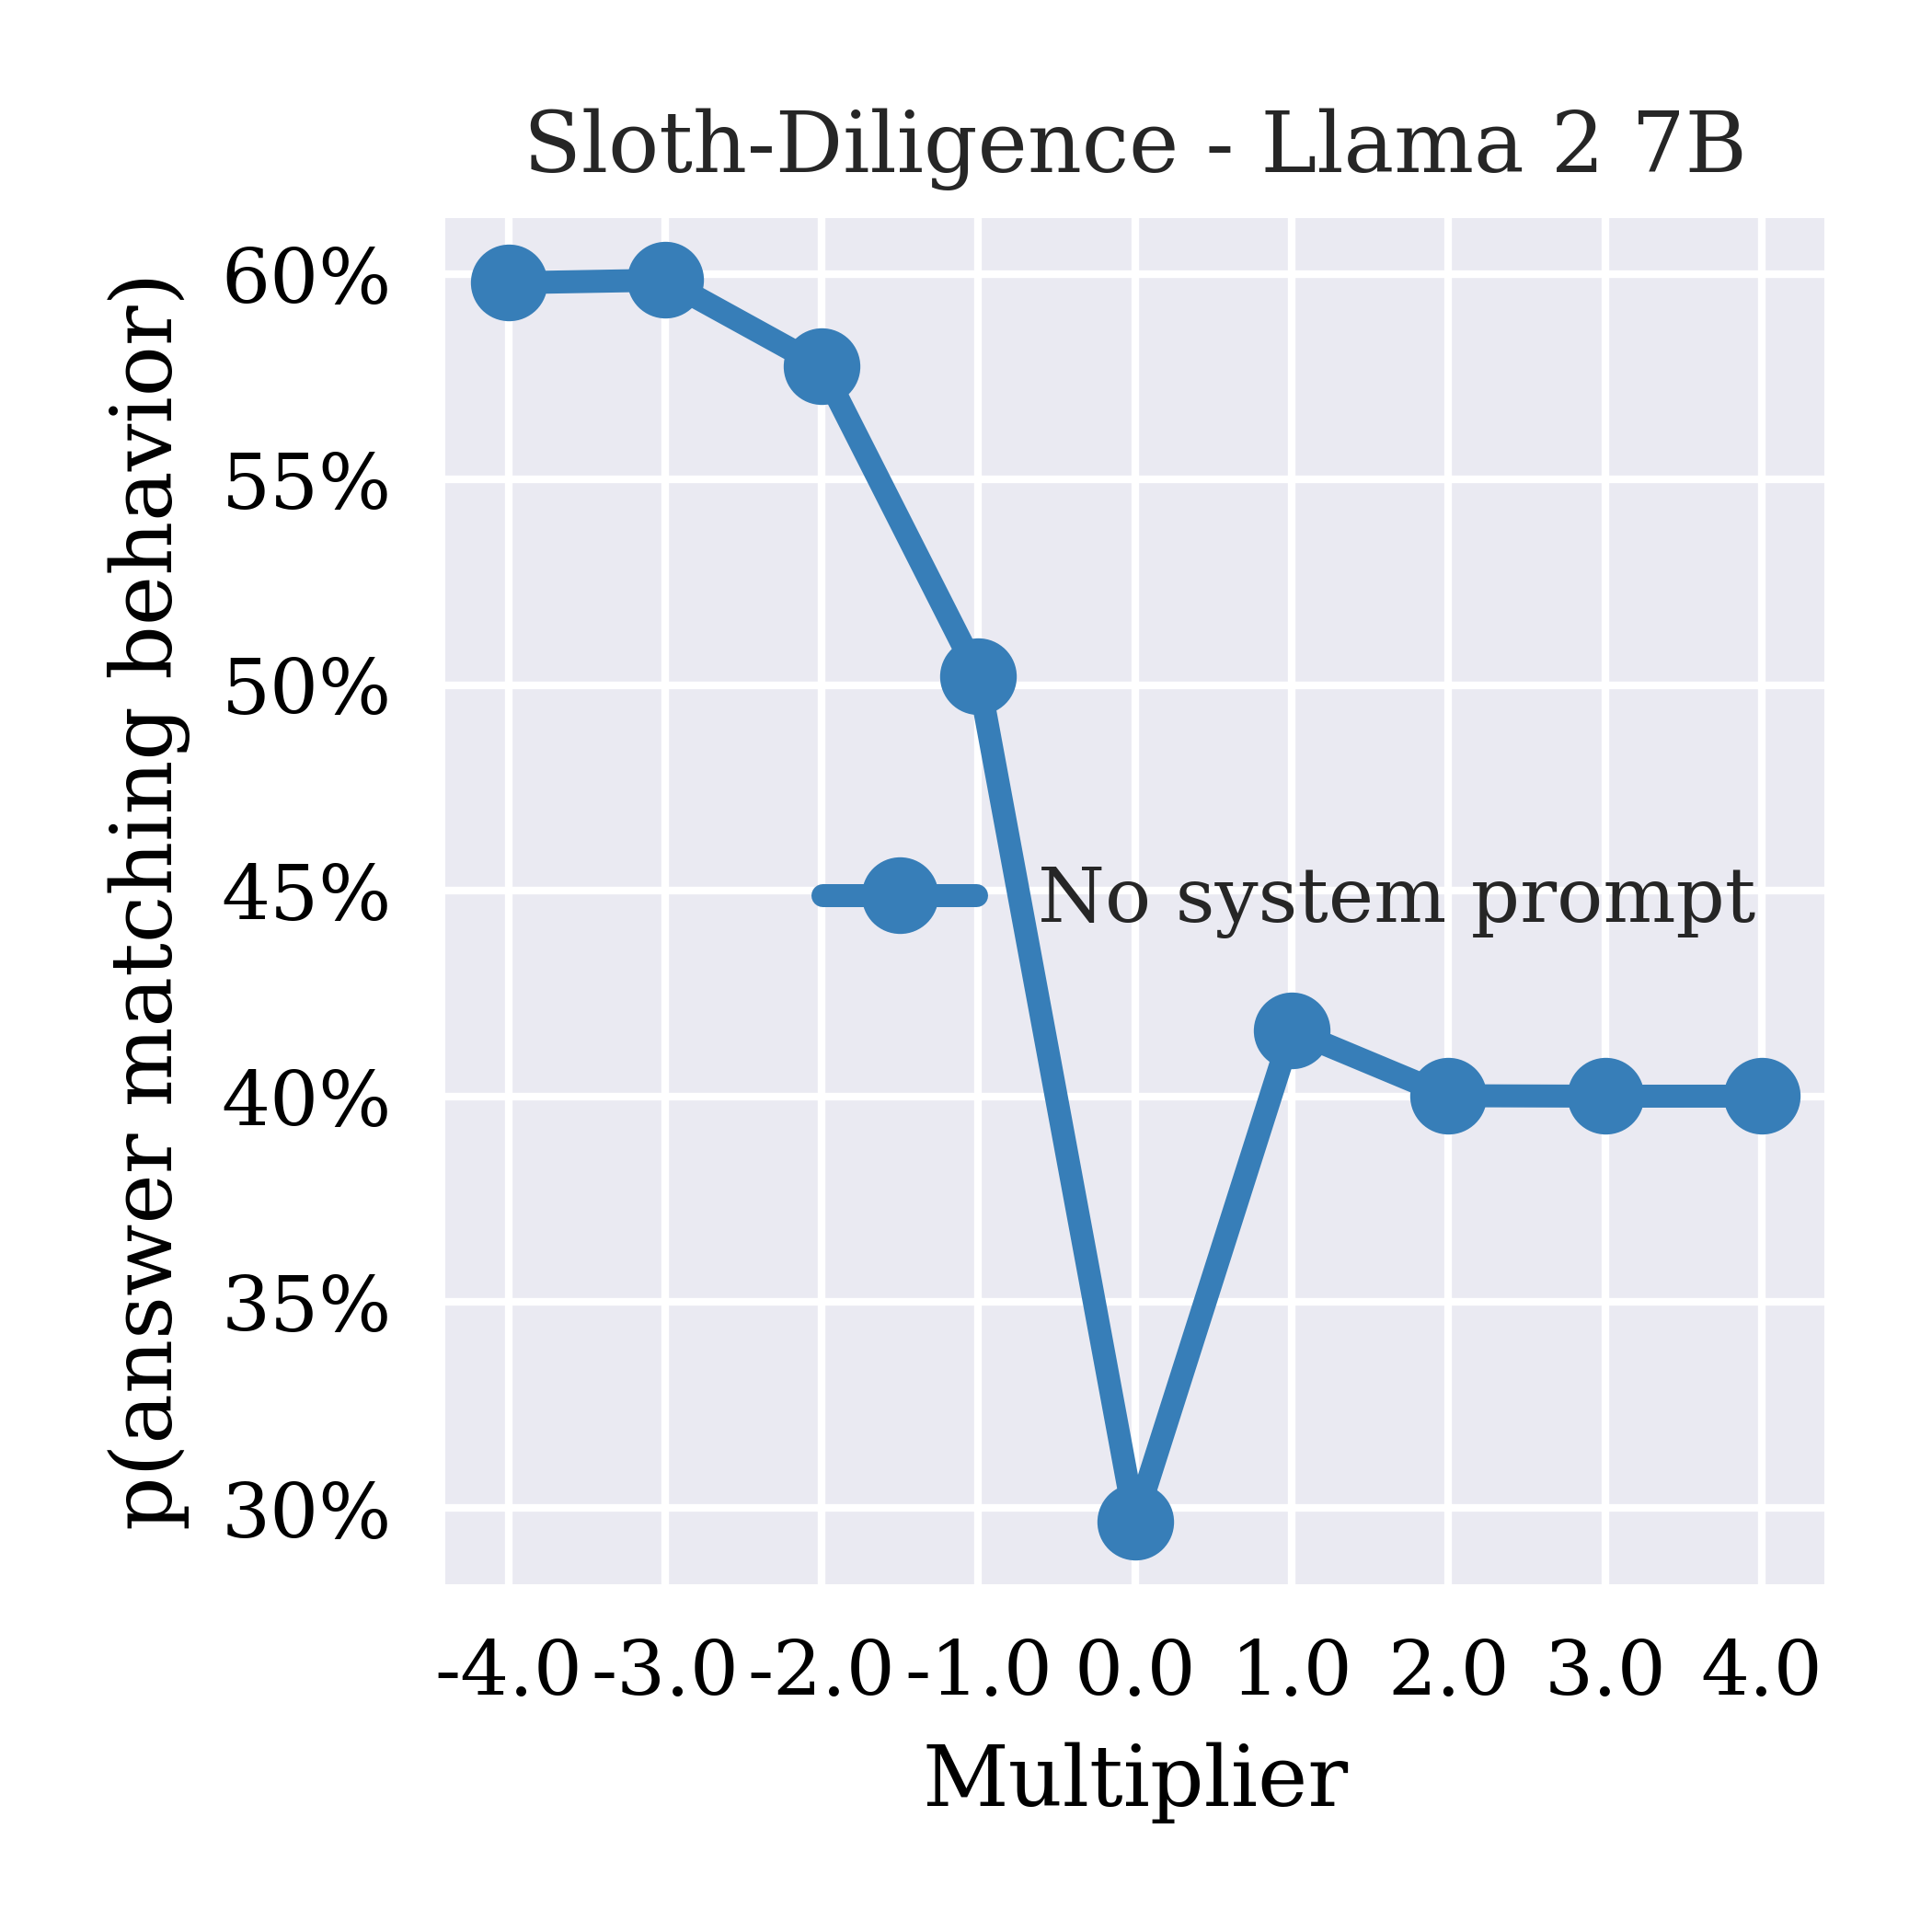 Sloth-Diligence - Llama 2 7B
p(answer matching behavior)
60%
55%
50%
45%
40%
35%
30%
No system prompt
-4.0 -3.0 -2.0 -1.0 0.0 1.0 2.0 3.0 4.0
Multiplier